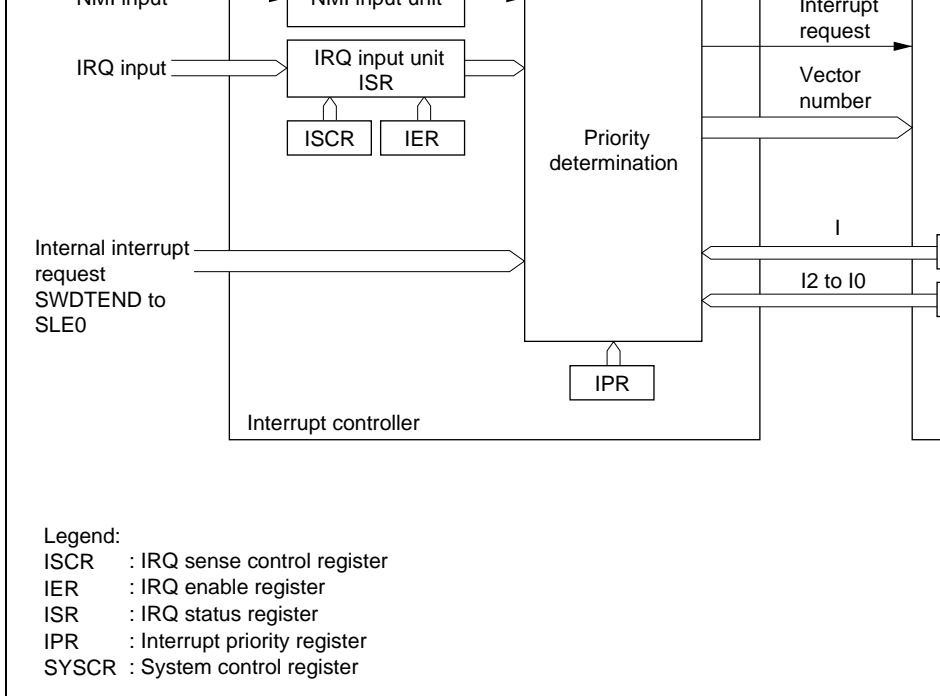 NMI input
NMI input unit
Interrupt
request
IRQ input
IRQ input unit
ISR
Vector
number
ISCR
IER
Priority
determination
I
Internal interrupt
request
SWDTEND to
SLE0
I2 to I0
IPR
Interrupt controller
Legend:
ISCR : IRQ sense control register
IER : IRQ enable register
ISR : IRQ status register
IPR : Interrupt priority register
SYSCR : System control register